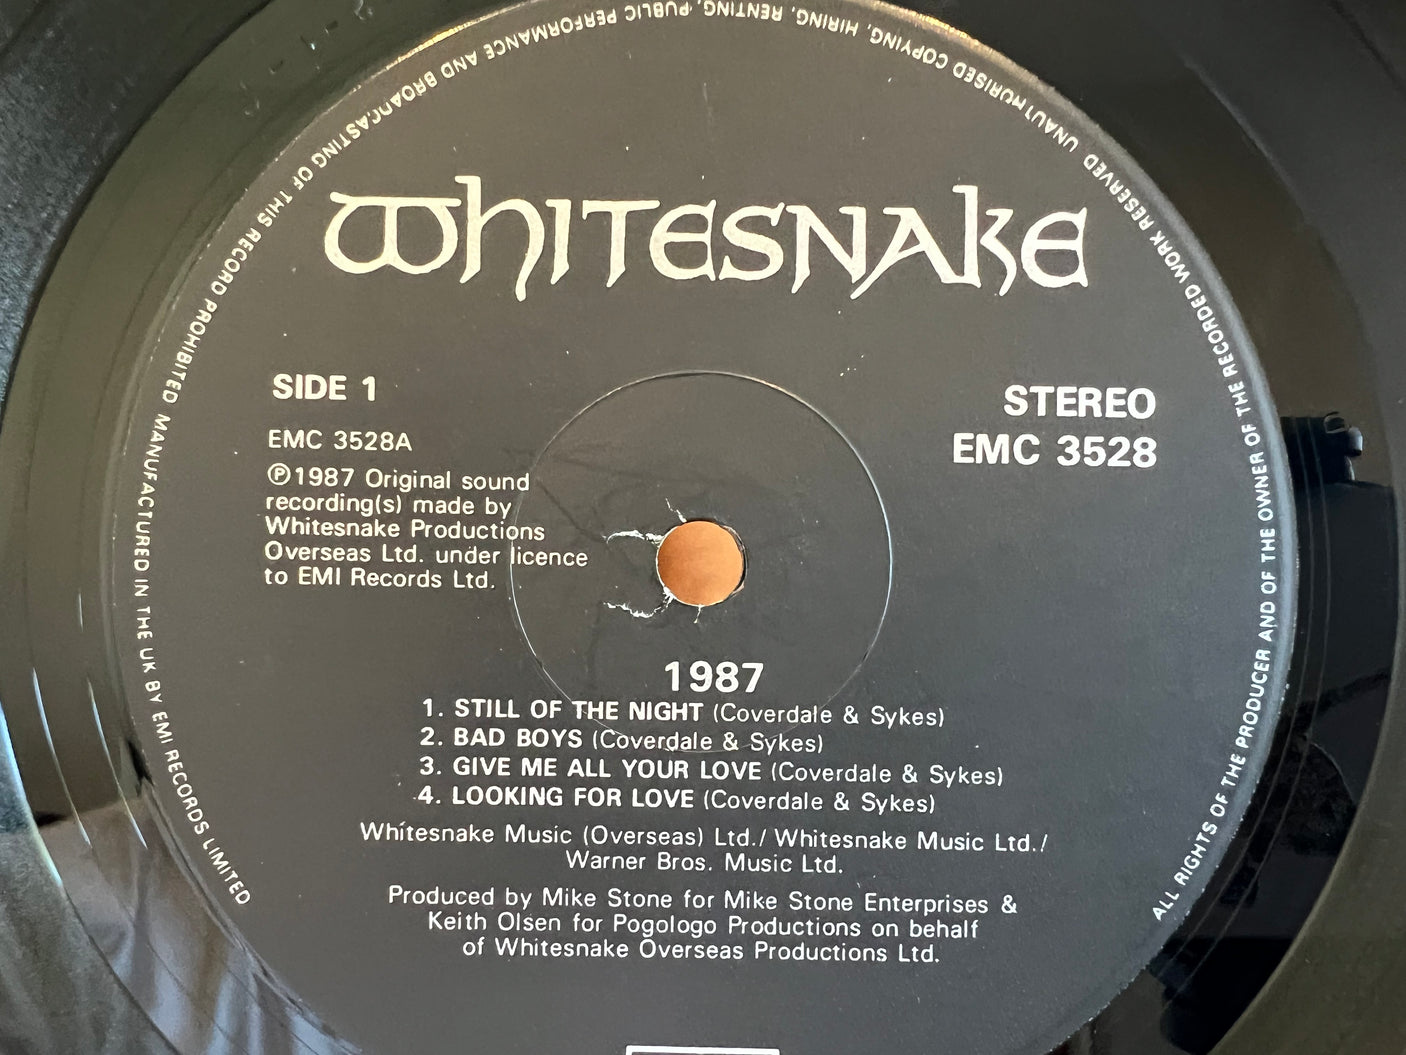 WHITESNAKE
SIDE 1
EMC 3528A
Ⓟ1987 Original sound
recording(s) made by
Whitesnake Productions
Overseas Ltd. under licence
to EMI Records Ltd.
STEREO
EMC 3528
1987
1. STILL OF THE NIGHT (Coverdale & Sykes)
2. BAD BOYS (Coverdale & Sykes)
3. GIVE ME ALL YOUR LOVE (Coverdale & Sykes)
4. LOOKING FOR LOVE (Coverdale & Sykes)
Whitesnake Music (Overseas) Ltd./ Whitesnake Music Ltd./
Warner Bros. Music Ltd.
Produced by Mike Stone for Mike Stone Enterprises &
Keith Olsen for Pogologo Productions on behalf
of Whitesnake Overseas Productions Ltd.
ALL RIGHTS OF THE PRODUCER AND OF THE OWNER OF THE RECORDED WORK RESERVED UNAUTHORISED COPYING, HIRING, RENTING, PUBLIC PERFORMANCE AND BROADCASTING OF THIS RECORD PROHIBITED MANUFACTURED IN THE UK BY EMI RECORDS LIMITED